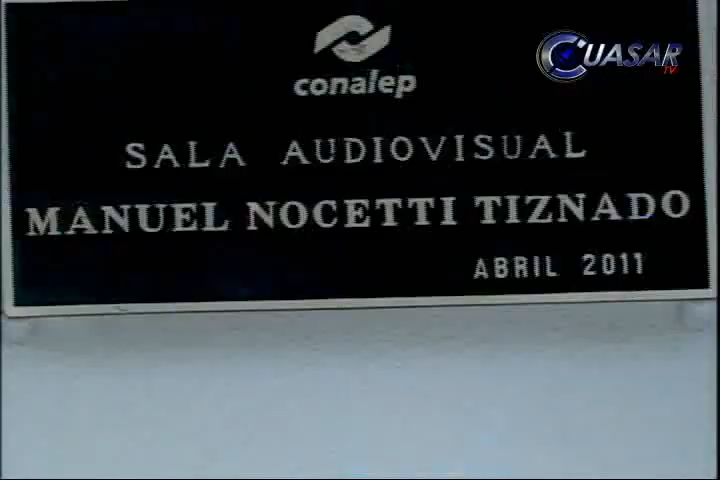 CUASAR
TV
conalep
SALA AUDIOVISUAL
MANUEL NOCETTI TIZNADO
ABRIL 2011